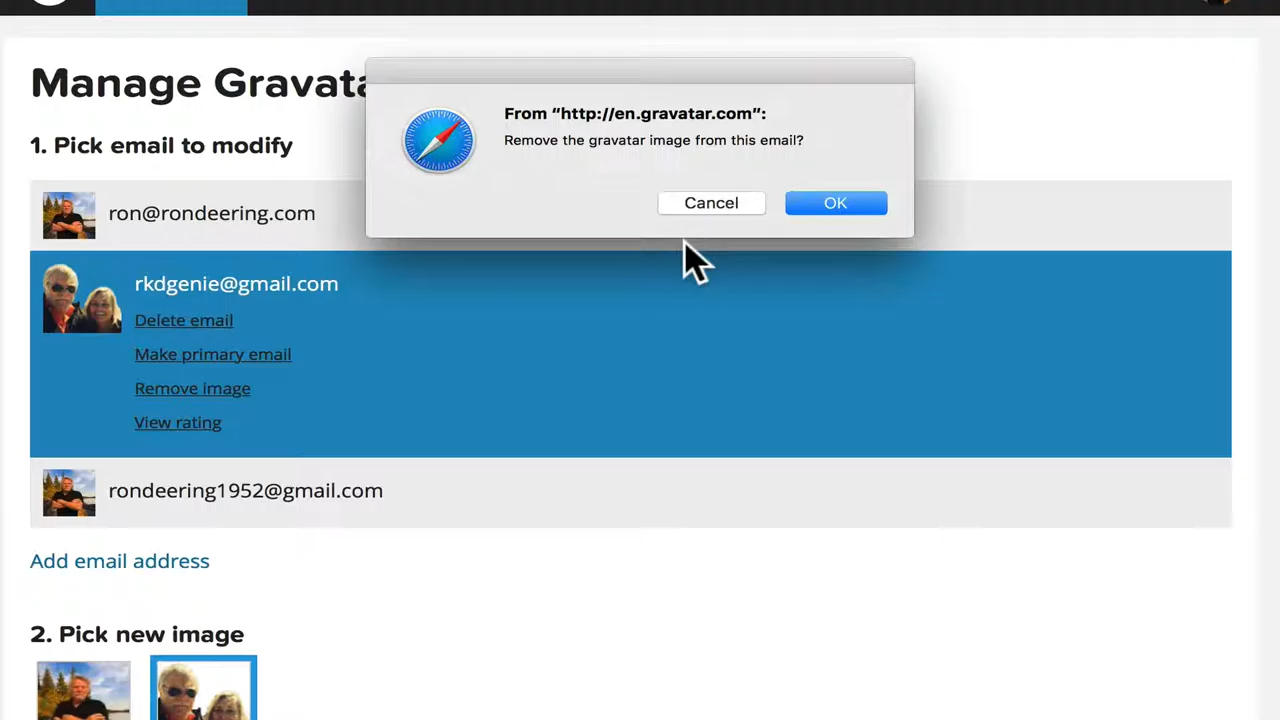 Manage Gravata
From “http://en.gravatar.com”:
Remove the gravatar image from this email?
Cancel
OK
1. Pick email to modify
ron@rondeering.com
rkdgenie@gmail.com
Delete email
Make primary email
Remove image
View rating
rondeering1952@gmail.com
Add email address
2. Pick new image